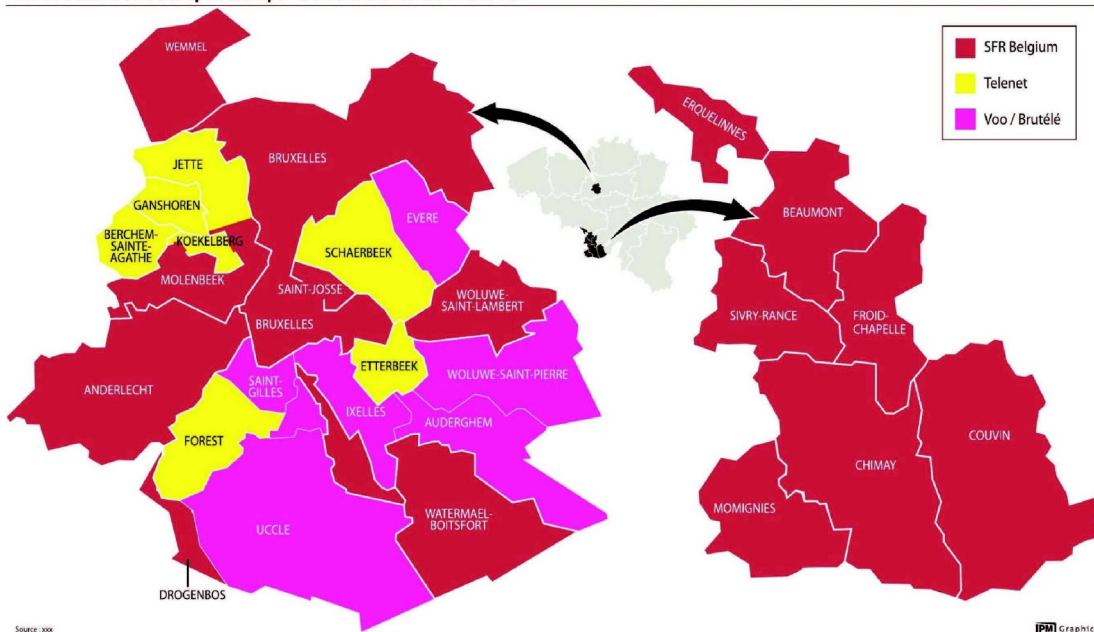 WEMMEL
SFR Belgium
Telenet
Voo / Brutélé
ERQUELINNES
JETTE
BRUXELLES
GANSHOREN
BERCHEM-
SAINTE-
AGATHE
KOEKELBERG
MOLENBEEK
SCHAERBEEK
EVERE
BEAUMONT
SAINT-JOSSE
BRUXELLES
WOLUWE-
SAINT-LAMBERT
SIVRY-RANCE
FROID-
CHAPELLE
ANDERLECHT
SAINT-
GILLES
ETTERBEEK
WOLUWE-SAINT-PIERRE
IXELLES
AUDERGHEM
FOREST
COUVIN
CHIMAY
MOMIGNIES
UCCLE
WATERMAEL-
BOITSFORT
DROGENBOS
Source : xxx
IPM Graphic